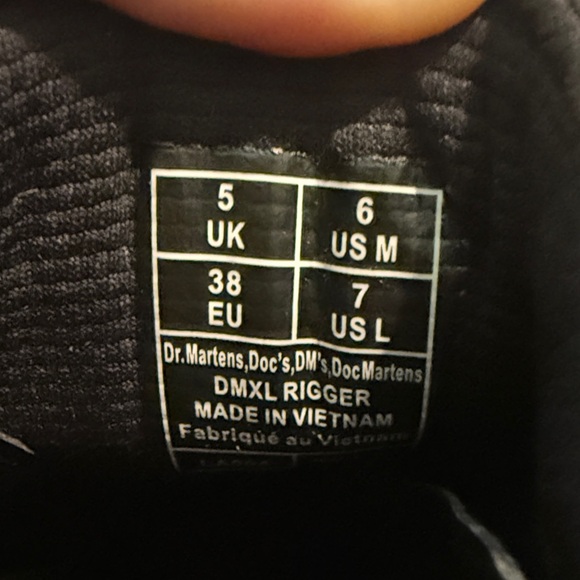 5
UK
6
US M
38
EU
7
US L
Dr.Martens,Doc's,DM's,DocMartens
DMXL RIGGER
MADE IN VIETNAM
Fabriqué au Vietnam